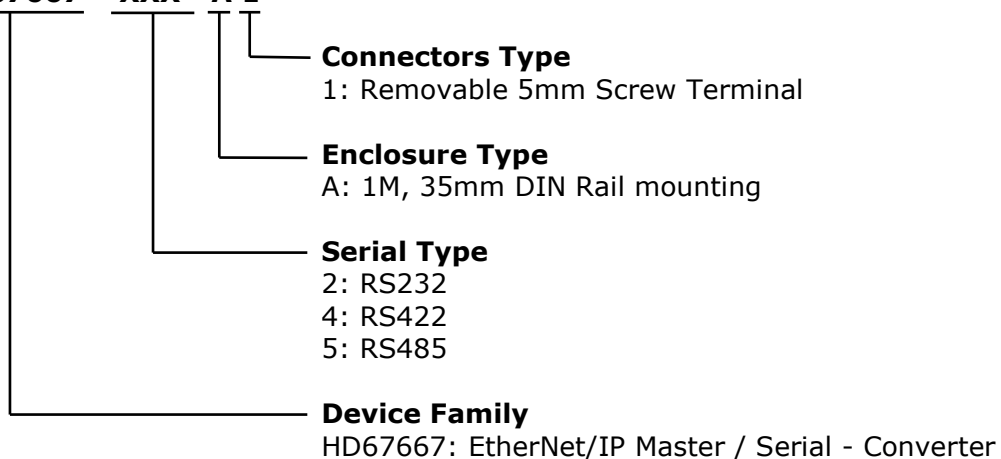 Connectors Type
1: Removable 5mm Screw Terminal
Enclosure Type
A: 1M, 35mm DIN Rail mounting
Serial Type
2: RS232
4: RS422
5: RS485
Device Family
HD67667: EtherNet/IP Master / Serial - Converter